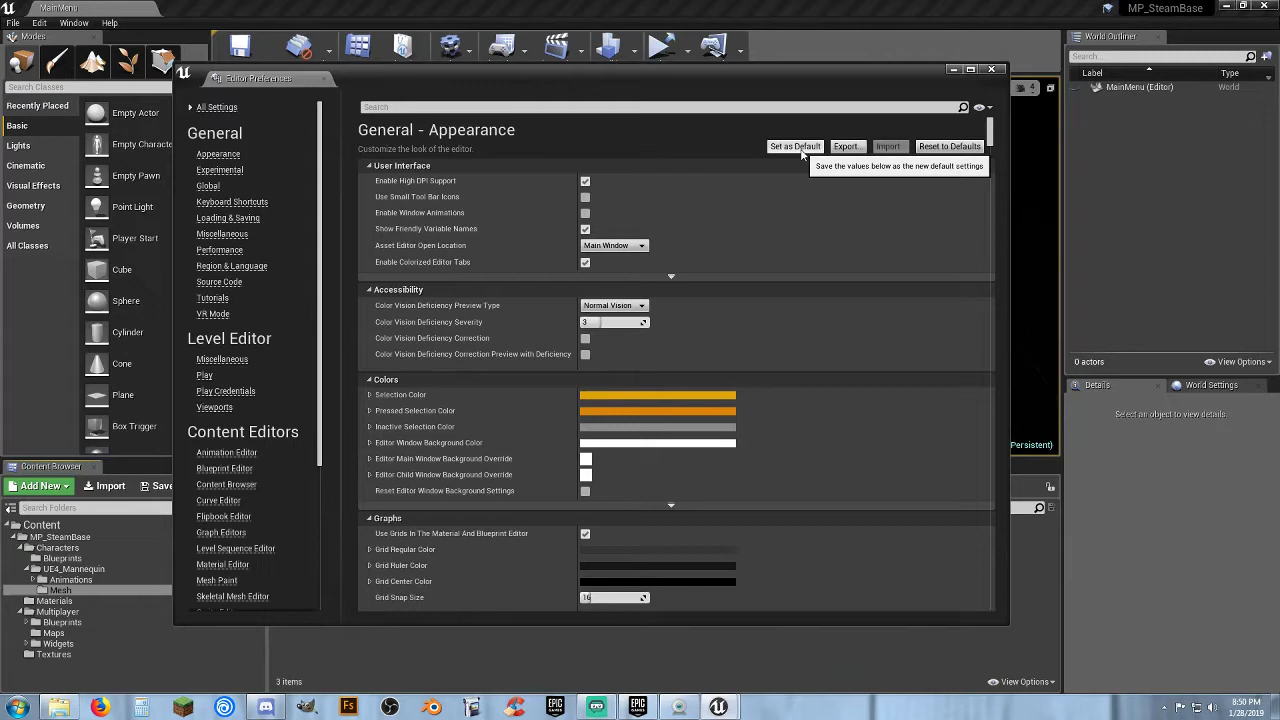 MainMenu
MP_SteamBase
File Edit Window Help
Modes
Search Classes
Recently Placed
Basic
Lights
Cinematic
Visual Effects
Geometry
Volumes
All Classes
Empty Actor
Empty Characte
Empty Pawn
Point Light
Player Start
Cube
Sphere
Cylinder
Cone
Plane
Box Trigger
Editor Preferences
All Settings
General
Appearance
Experimental
Global
Keyboard Shortcuts
Loading & Saving
Miscellaneous
Performance
Region & Language
Source Code
Tutorials
VR Mode
Level Editor
Miscellaneous
Play
Play Credentials
Viewports
Content Editors
Animation Editor
Blueprint Editor
Content Browser
Curve Editor
Flipbook Editor
Graph Editors
Level Sequence Editor
Material Editor
Mesh Paint
Skeletal Mesh Editor
Search
General - Appearance
Customize the look of the editor.
Set as Default Export... Import... Reset to Defaults
Save the values below as the new default settings
User Interface
Enable High DPI Support
Use Small Tool Bar Icons
Enable Window Animations
Show Friendly Variable Names
Asset Editor Open Location Main Window
Enable Colorized Editor Tabs
Accessibility
Color Vision Deficiency Preview Type Normal Vision
Color Vision Deficiency Severity 3
Color Vision Deficiency Correction
Color Vision Deficiency Correction Preview with Deficiency
Colors
Selection Color
Pressed Selection Color
Inactive Selection Color
Editor Window Background Color
Editor Main Window Background Override
Editor Child Window Background Override
Reset Editor Window Background Settings
Graphs
Use Grids In The Material And Blueprint Editor
Grid Regular Color
Grid Ruler Color
Grid Center Color
Grid Snap Size 16
4
Persistent)
World Outliner
Search...
Label Type
MainMenu (Editor) World
0 actors View Options
Details World Settings
Select an object to view details.
Content Browser
Add New Import Save
Search Folders
Content
MP_SteamBase
Characters
Blueprints
UE4_Mannequin
Animations
Mesh
Materials
Multiplayer
Blueprints
Maps
Widgets
Textures
3 items View Options
Fs
EPIC GAMES
EPIC GAMES
8:50 PM
1/28/2019